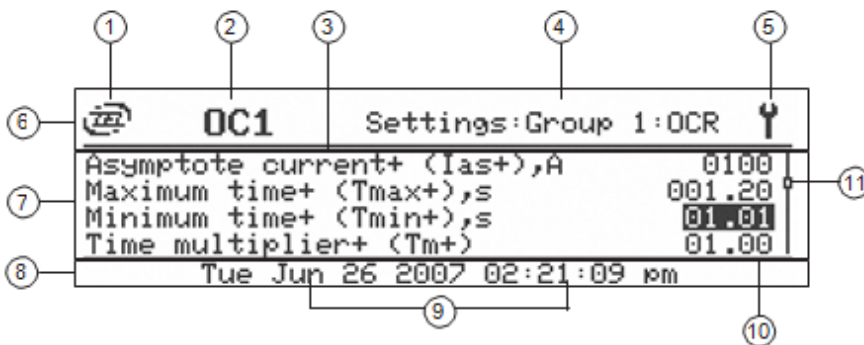 1 2 3 4 5
6 OC1 Settings:Group 1:OCR
Asymptote current+ (Ias+),A 0100
Maximum time+ (Tmax+),s 001.20
11
7
Minimum time+ (Tmin+),s 01.01
Time multiplier+ (Tm+) 01.00
8 Tue Jun 26 2007 02:21:09 pm
9 10